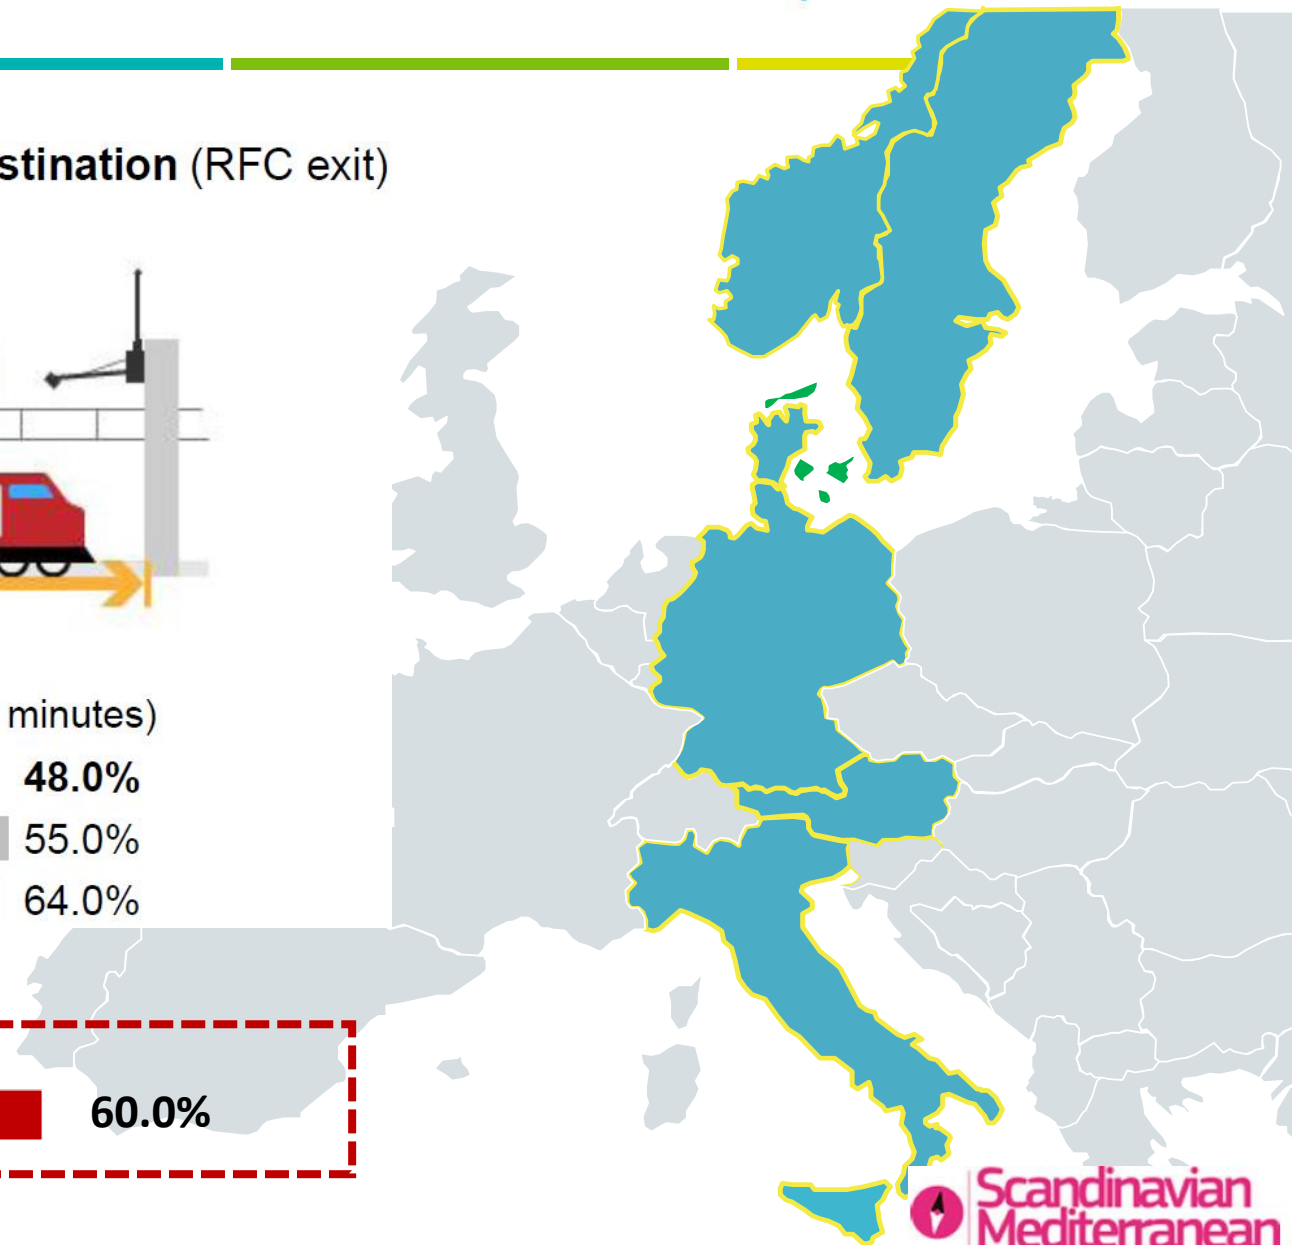 stination (RFC exit)
minutes)
48.0%
55.0%
64.0%
60.0%
Scandinavian
Mediterranean